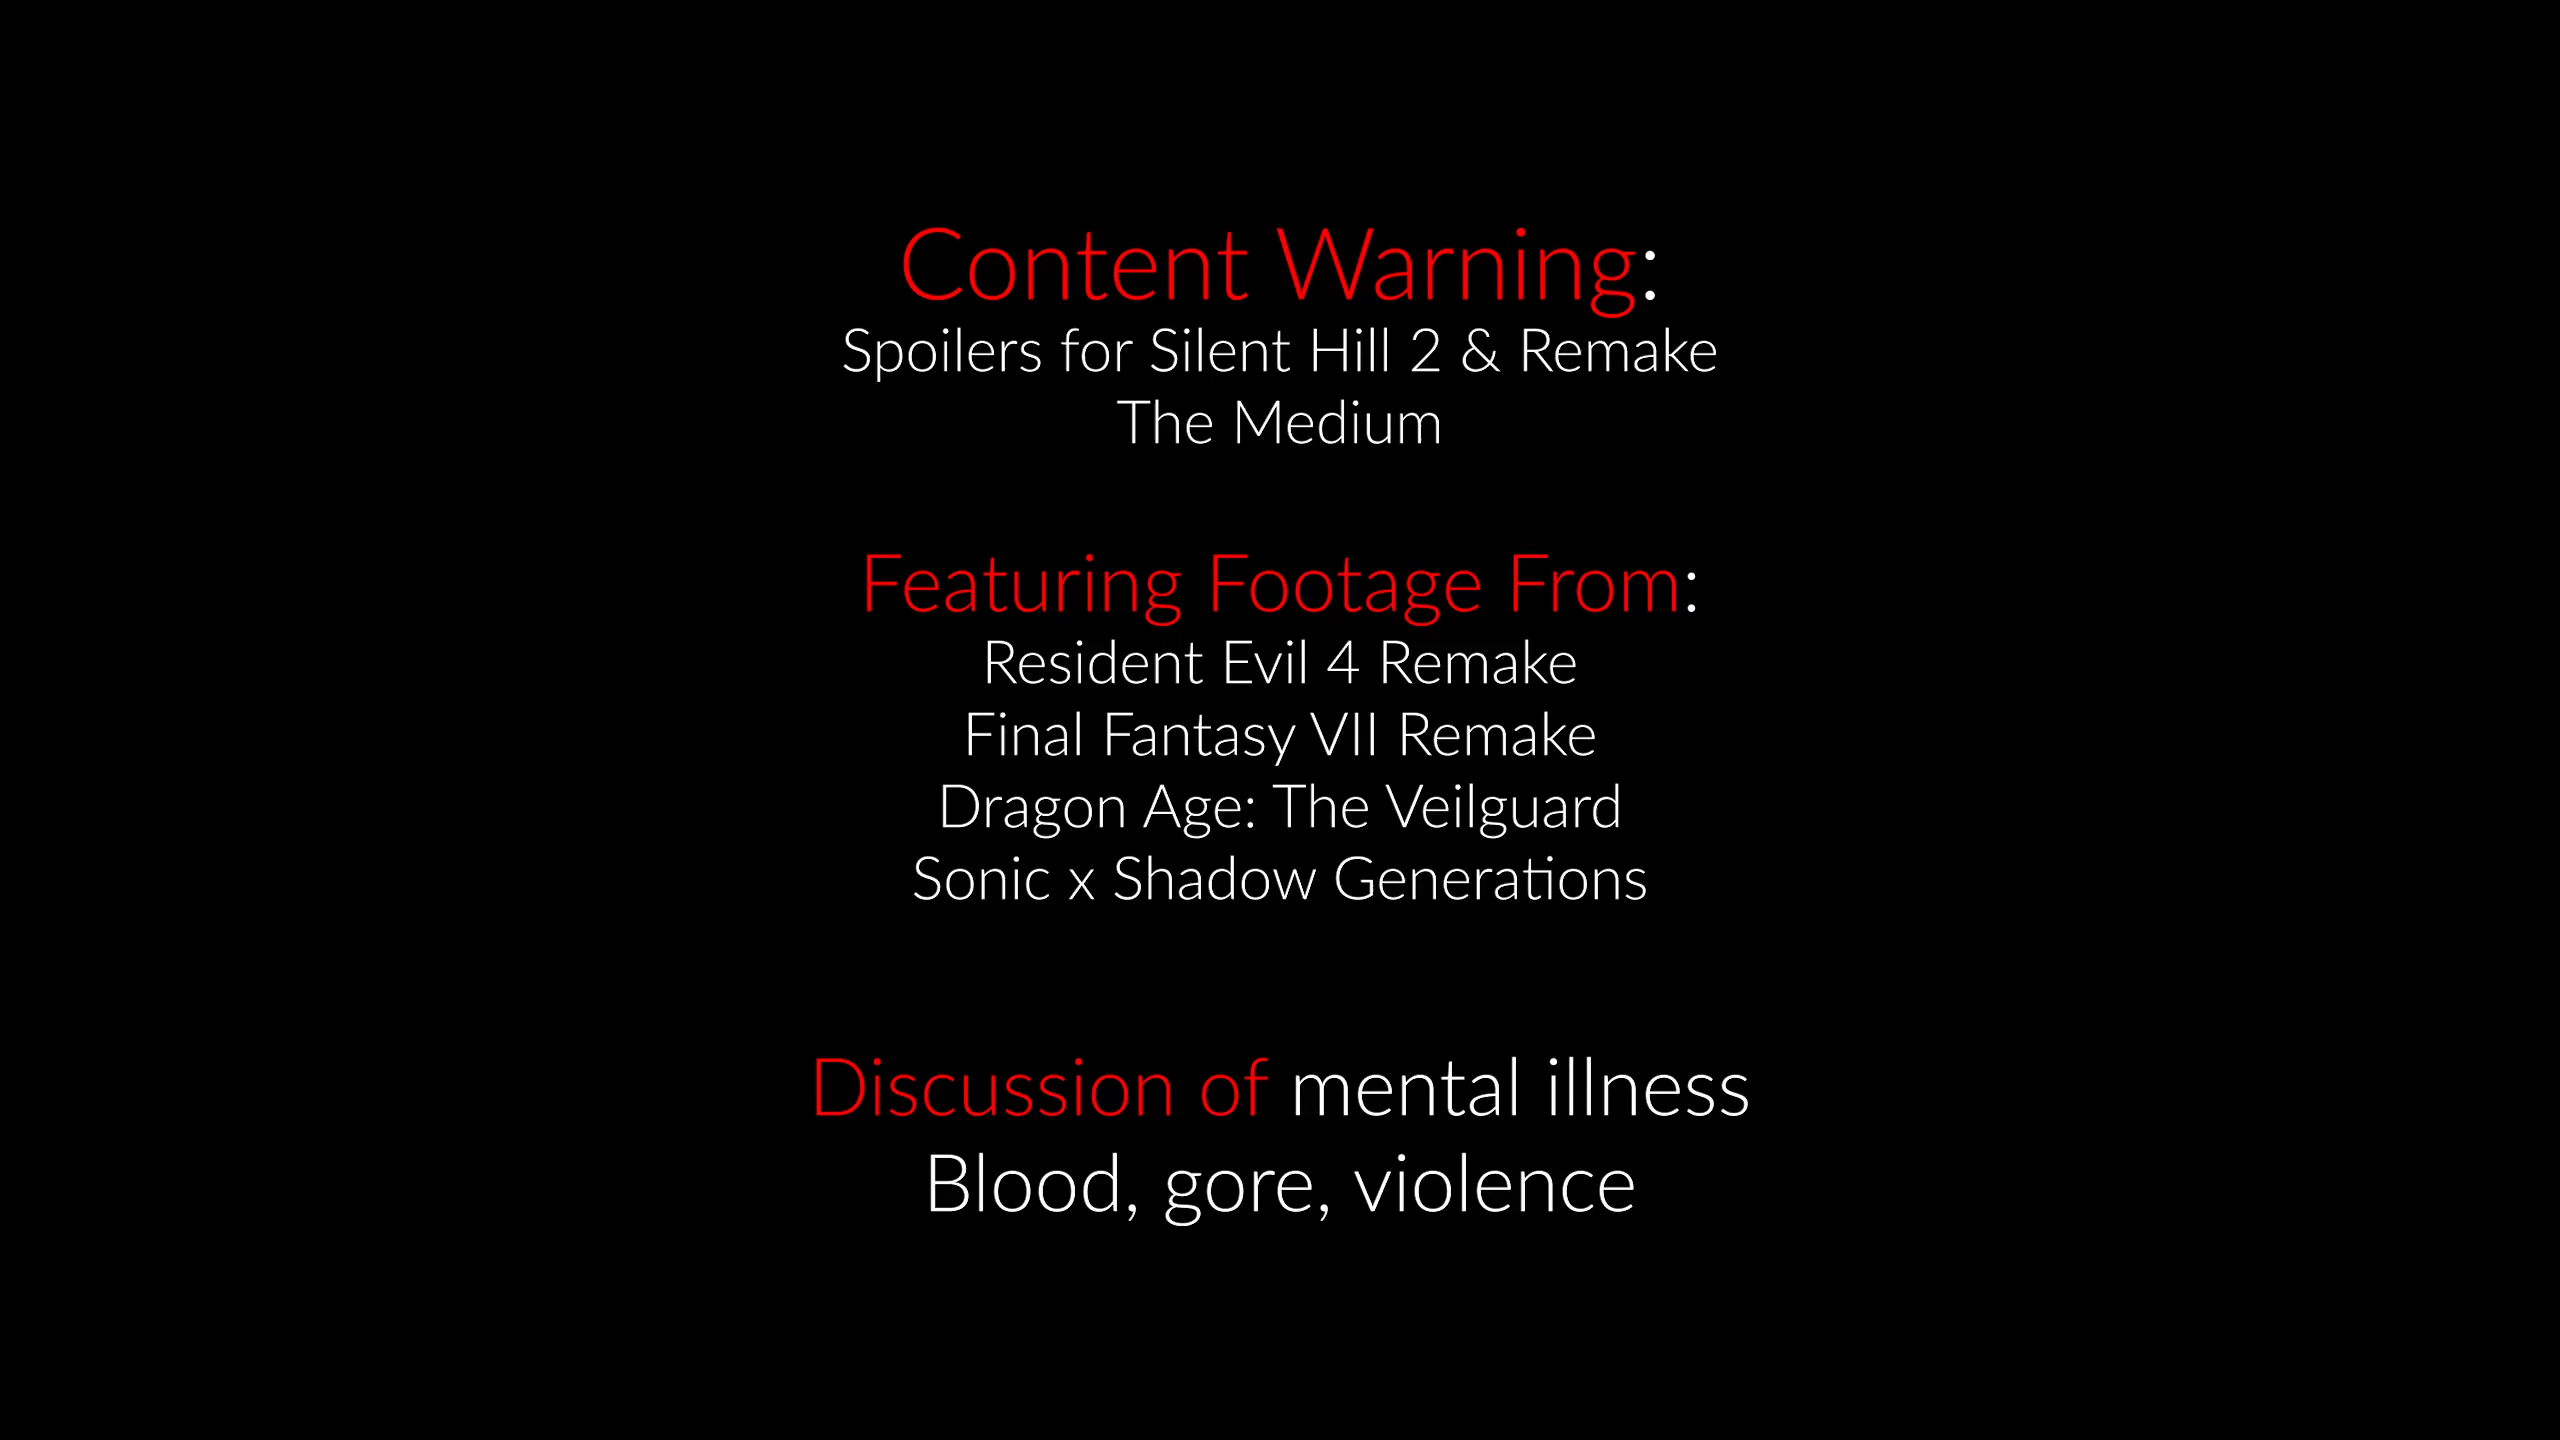 Content Warning:
Spoilers for Silent Hill 2 & Remake
The Medium
Featuring Footage From:
Resident Evil 4 Remake
Final Fantasy VII Remake
Dragon Age: The Veilguard
Sonic x Shadow Generations
Discussion of mental illness
Blood, gore, violence